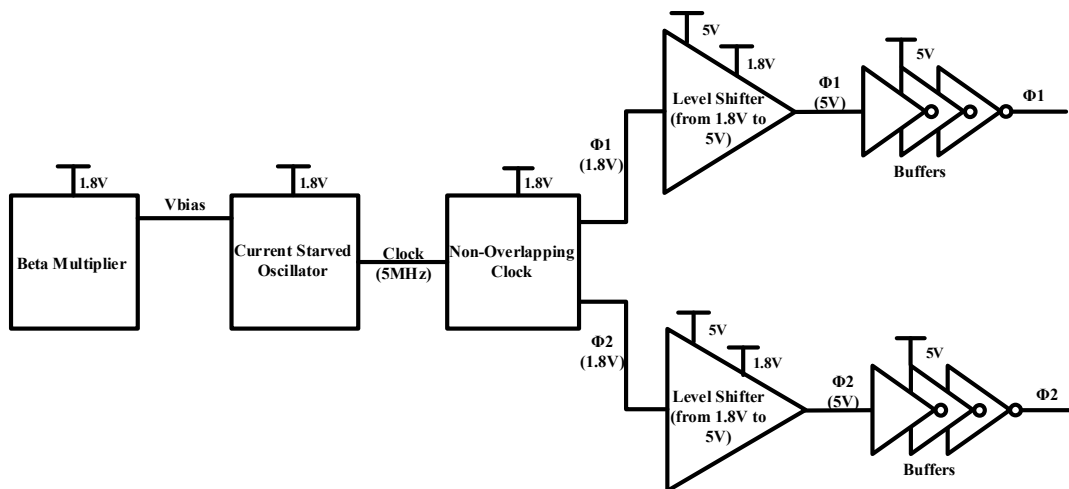 5V
1.8V
Level Shifter
(from 1.8V to
5V)
Φ1
(5V)
5V
Φ1
Buffers
Φ1
(1.8V)
1.8V
Beta Multiplier
Vbias
1.8V
Current Starved
Oscillator
Clock
(5MHz)
1.8V
Non-Overlapping
Clock
Φ2
(1.8V)
5V
1.8V
Level Shifter
(from 1.8V to
5V)
Φ2
(5V)
5V
Φ2
Buffers